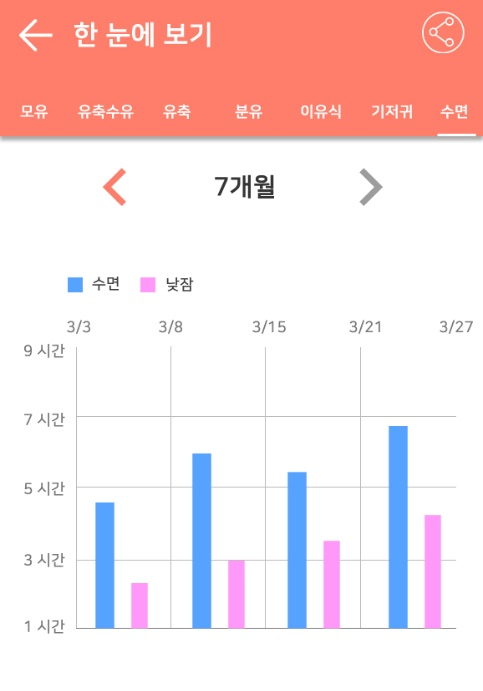 한 눈에 보기
모유 유축수유 유축 분유 이유식 기저귀 수면
7개월
수면 낮잠
3/3 3/8 3/15 3/21 3/27
9 시간
7 시간
5 시간
3 시간
1 시간